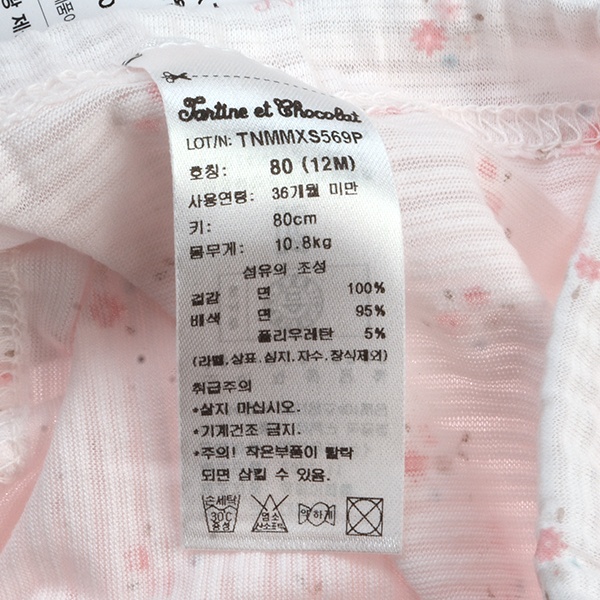 Tartine et Chocolat
LOT/N: TNMMXS569P
호칭: 80 (12M)
사용연령: 36개월 미만
키: 80cm
몸무게: 10.8kg
섬유의 조성
겉감 면 100%
배색 면 95%
폴리우레탄 5%
(라벨,상표,심지,자수,장식제외)
취급주의
*삶지 마십시오.
*기계건조 금지.
*주의! 작은부품이 탈락
되면 삼킬 수 있음.
손세탁 30℃ 중성
염소 산소표백
약하게